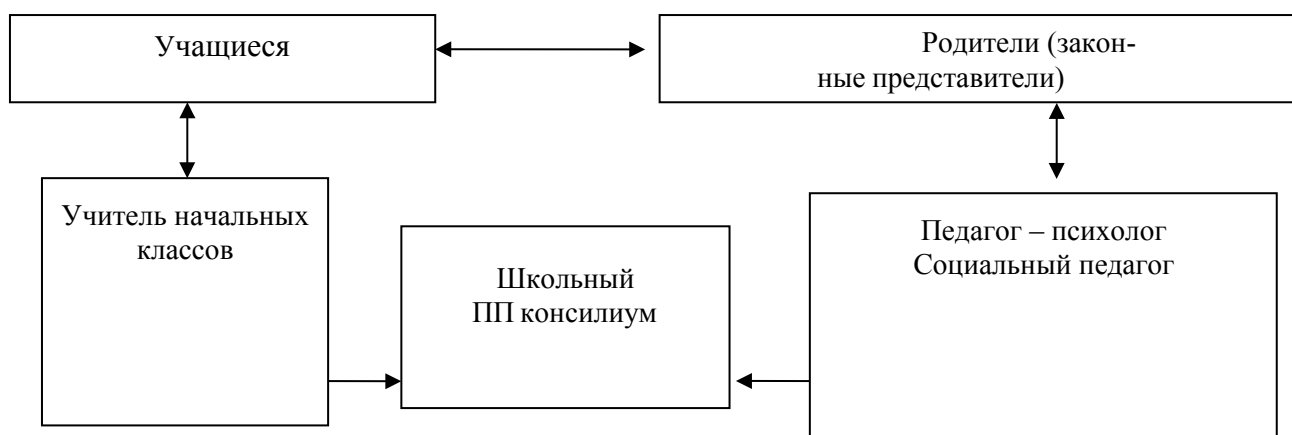 Учащиеся
Родители (закон-
ные представители)
Учитель начальных
классов
Школьный
ПП консилиум
Педагог – психолог
Социальный педагог